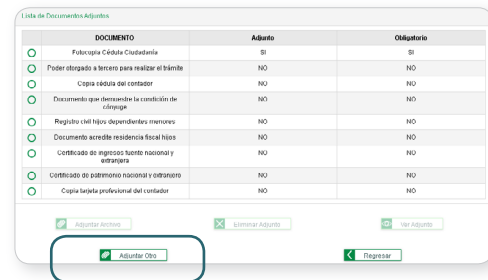 Lista de Documentos Adjuntos
DOCUMENTO Adjunto Obligatorio
Fotocopia Cédula Ciudadanía SI SI
Poder otorgado a tercero para realizar el trámite NO NO
Copia cédula del contador NO NO
Documento que demuestre la condición de
cónyuge NO NO
Registro civil hijos dependientes menores NO NO
Documento acredite residencia fiscal hijos NO NO
Certificado de ingresos fuente nacional y
extranjera NO NO
Certificado de patrimonio nacional y extranjero NO NO
Copia tarjeta profesional del contador NO NO
Adjuntar Archivo Eliminar Adjunto Ver Adjunto
Adjuntar Otro Regresar